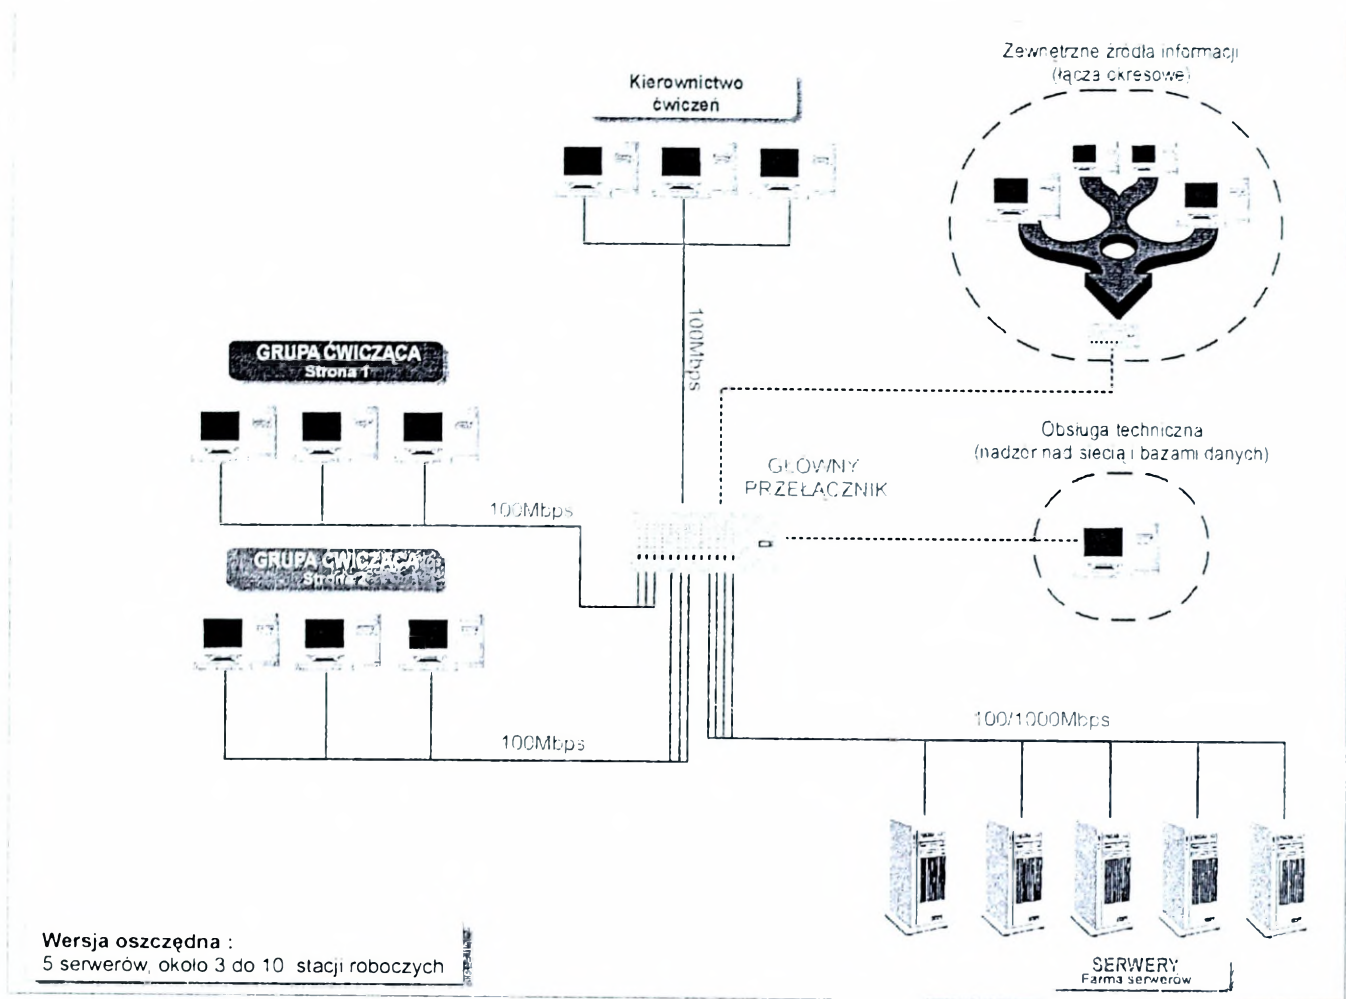 Zewnętrzne źródła informacji
(łącza okresowe)
Kierownictwo
ćwiczeń
100Mbps
GRUPA ĆWICZĄCA
Strona 1
Obsługa techniczna
(nadzór nad siecią i bazami danych)
GŁÓWNY
PRZEŁĄCZNIK
100Mbps
GRUPA ĆWICZĄCA
Strona 2
100Mbps
100/1000Mbps
Wersja oszczędna :
5 serwerów, około 3 do 10 stacji roboczych
SERWERY
Farma serwerów